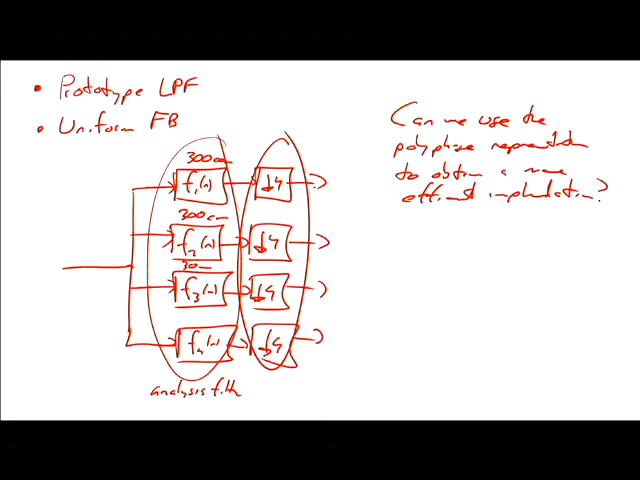 • Prototype LPF
• Uniform FB
Can we use the
polyphase representation
to obtain a more
efficient implementation?
300
f₁(n)
↓4
300
f₂(n)
↓4
f₃(n)
↓4
f₄(n)
↓4
analysis filt